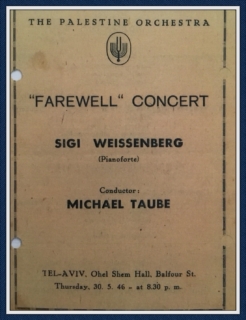 THE PALESTINE ORCHESTRA
"FAREWELL" CONCERT
SIGI WEISSENBERG
(Pianoforte)
Conductor:
MICHAEL TAUBE
TEL-AVIV, Ohel Shem Hall, Balfour St.
Thursday, 30. 5. 46 - at 8.30 p. m.